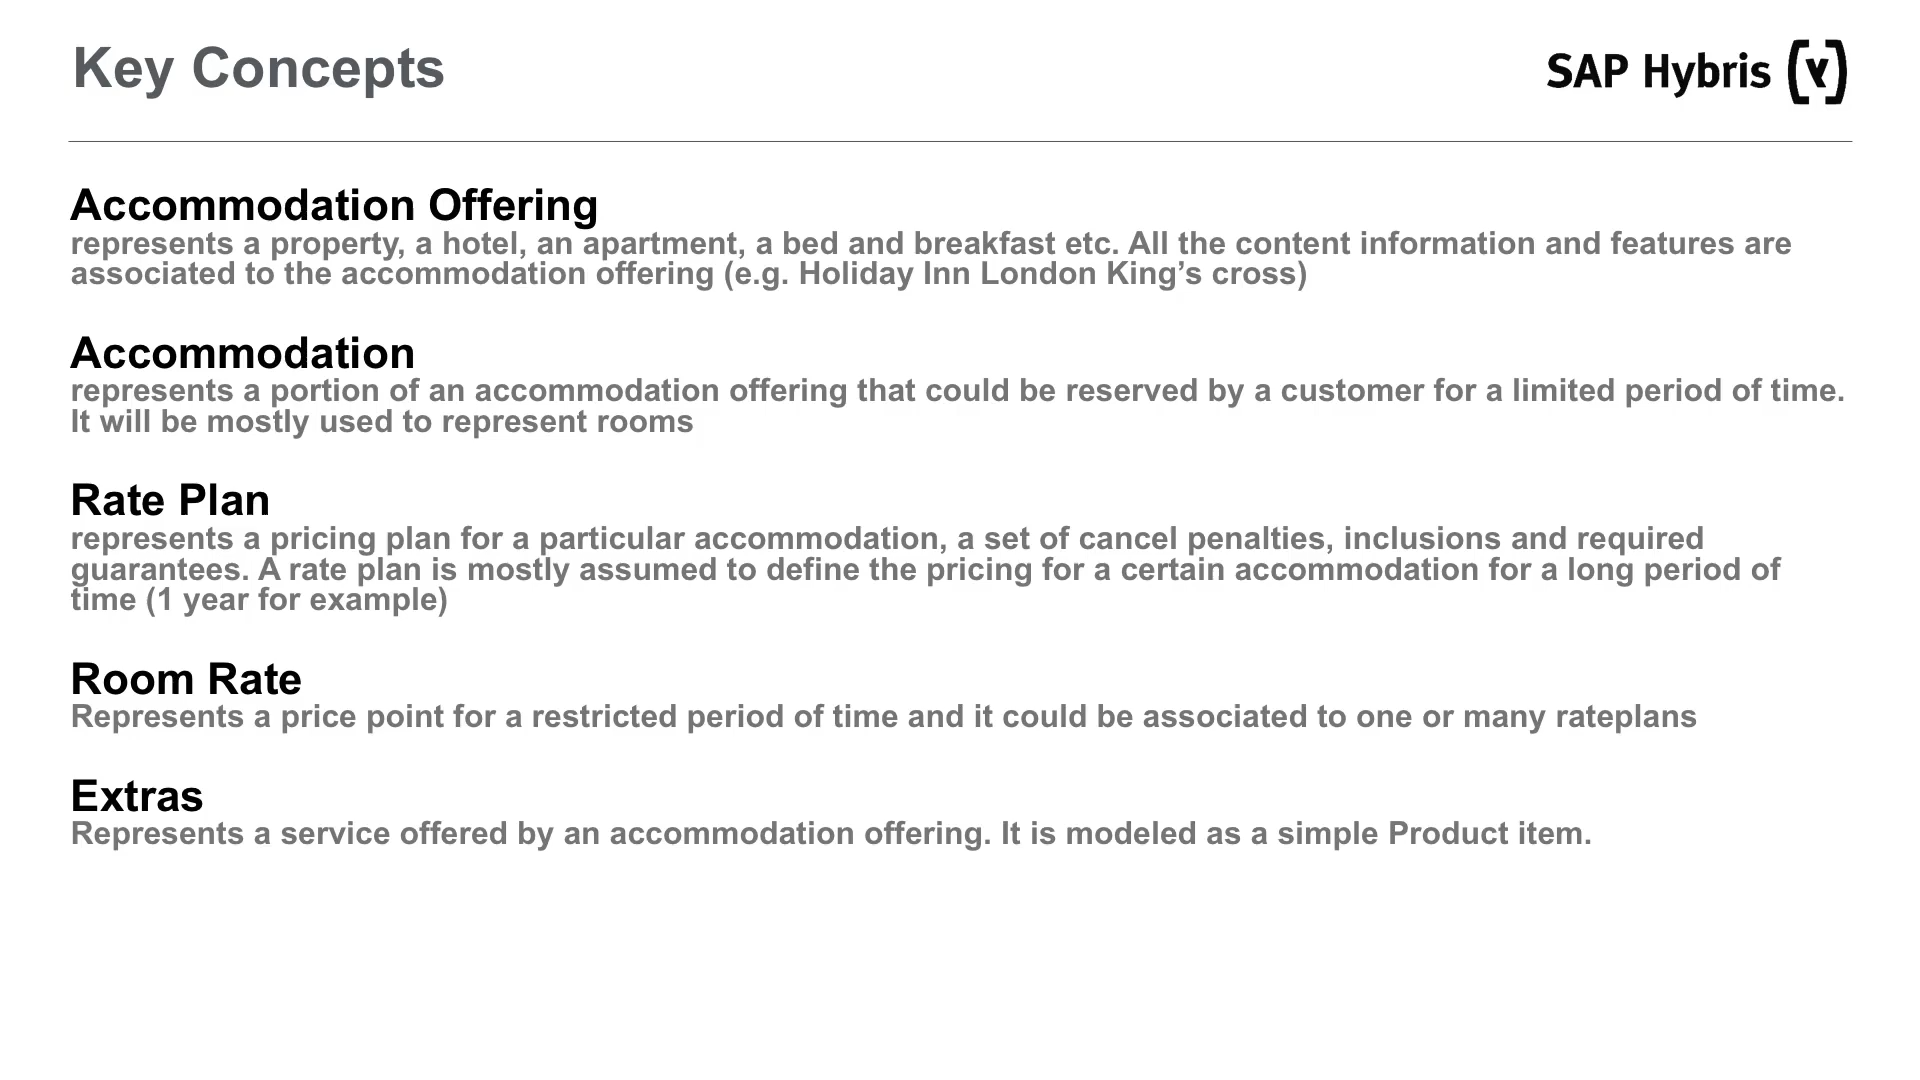 Key Concepts
SAP Hybris (y)
Accommodation Offering
represents a property, a hotel, an apartment, a bed and breakfast etc. All the content information and features are
associated to the accommodation offering (e.g. Holiday Inn London King’s cross)
Accommodation
represents a portion of an accommodation offering that could be reserved by a customer for a limited period of time.
It will be mostly used to represent rooms
Rate Plan
represents a pricing plan for a particular accommodation, a set of cancel penalties, inclusions and required
guarantees. A rate plan is mostly assumed to define the pricing for a certain accommodation for a long period of
time (1 year for example)
Room Rate
Represents a price point for a restricted period of time and it could be associated to one or many rateplans
Extras
Represents a service offered by an accommodation offering. It is modeled as a simple Product item.